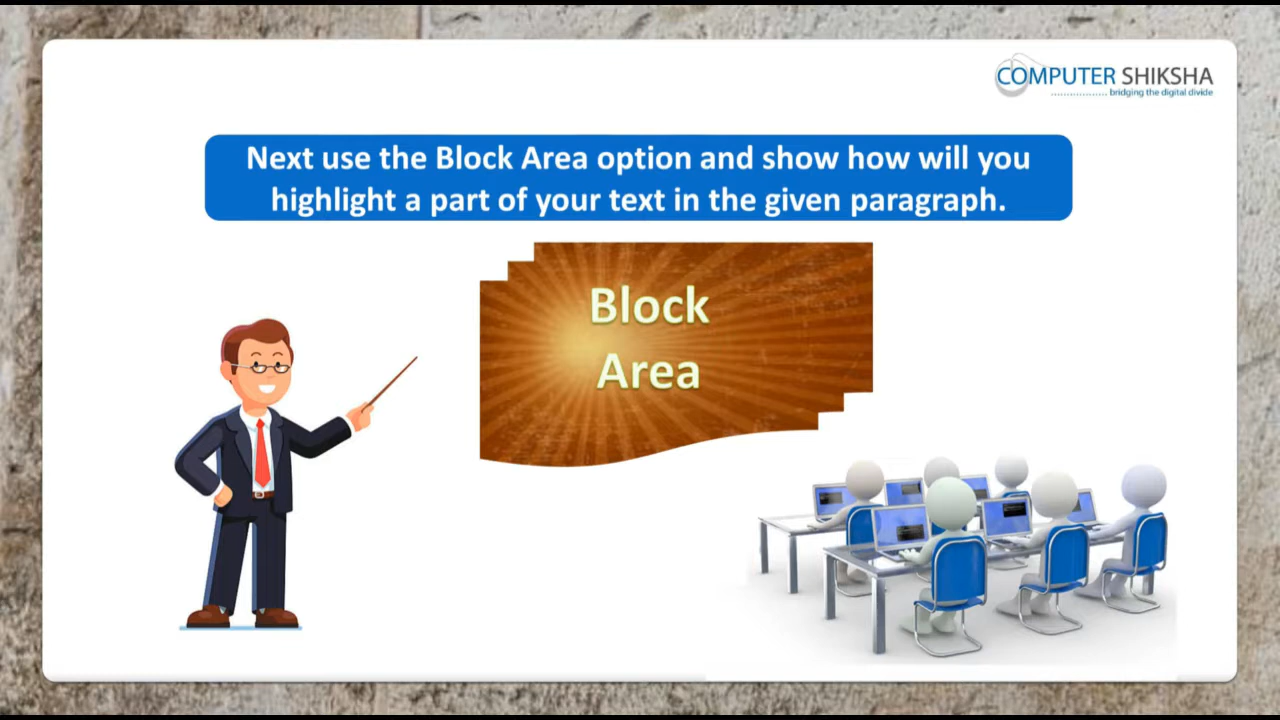 COMPUTER SHIKSHA
bridging the digital divide
Next use the Block Area option and show how will you
highlight a part of your text in the given paragraph.
Block
Area